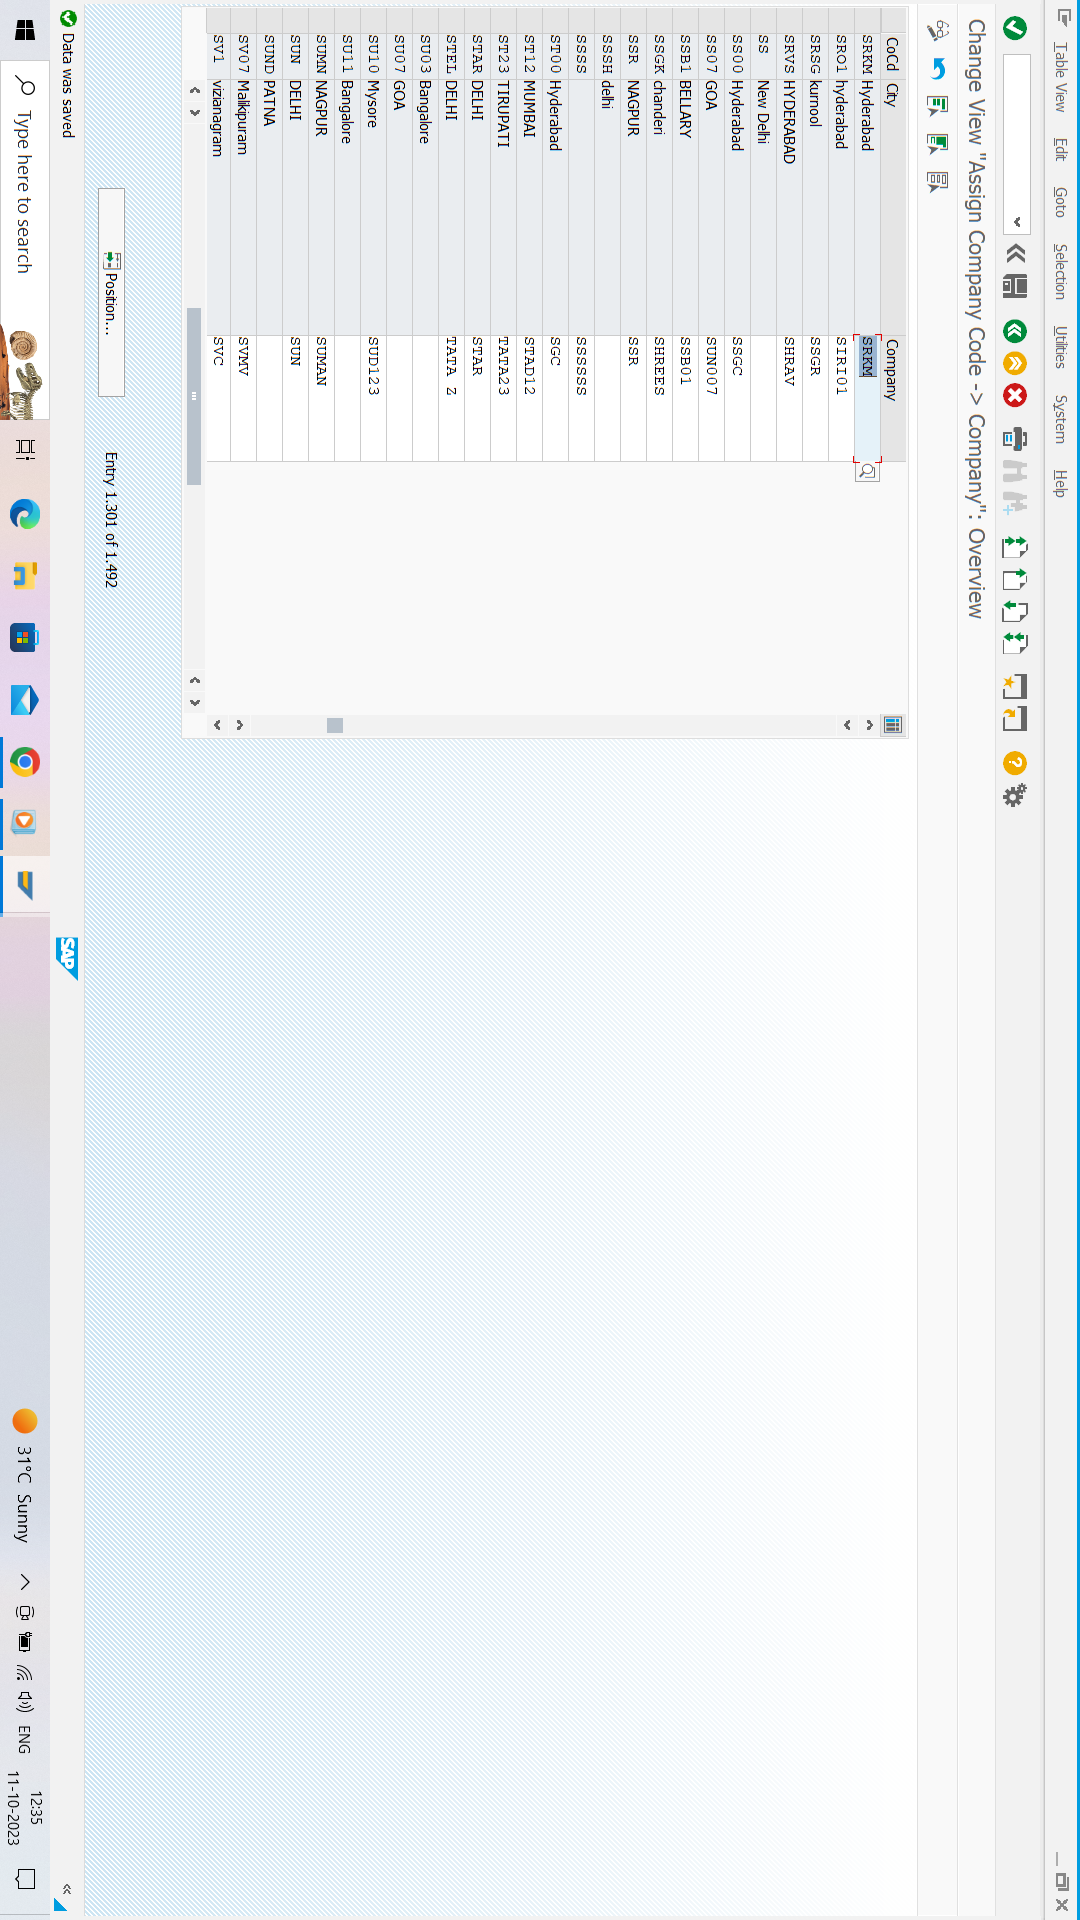 Table View Edit Goto Selection Utilities System Help
Change View "Assign Company Code -> Company": Overview
CoCd City Company
SRKM Hyderabad SRKM
SRO1 hyderabad SIRI01
SRSG kurnool SSGR
SRVS HYDERABAD SHRAV
SS New Delhi
SS00 Hyderabad SSGC
SS07 GOA SUN007
SSB1 BELLARY SSB01
SSGK chanderi SHREES
SSR NAGPUR SSR
SSSH delhi
SSSS SSSSSS
ST00 Hyderabad SGC
ST12 MUMBAI STAD12
ST23 TIRUPATI TATA23
STAR DELHI STAR
STEL DELHI TATA Z
SU03 Bangalore
SU07 GOA
SU10 Mysore SUD123
SU11 Bangalore
SUMN NAGPUR SUMAN
SUN DELHI SUN
SUND PATNA
SV07 Malikipuram SVMV
SV1 vizianagram SVC
Position...
Entry 1.301 of 1.492
Data was saved
SAP
Type here to search
31°C Sunny
ENG
12:35
11-10-2023